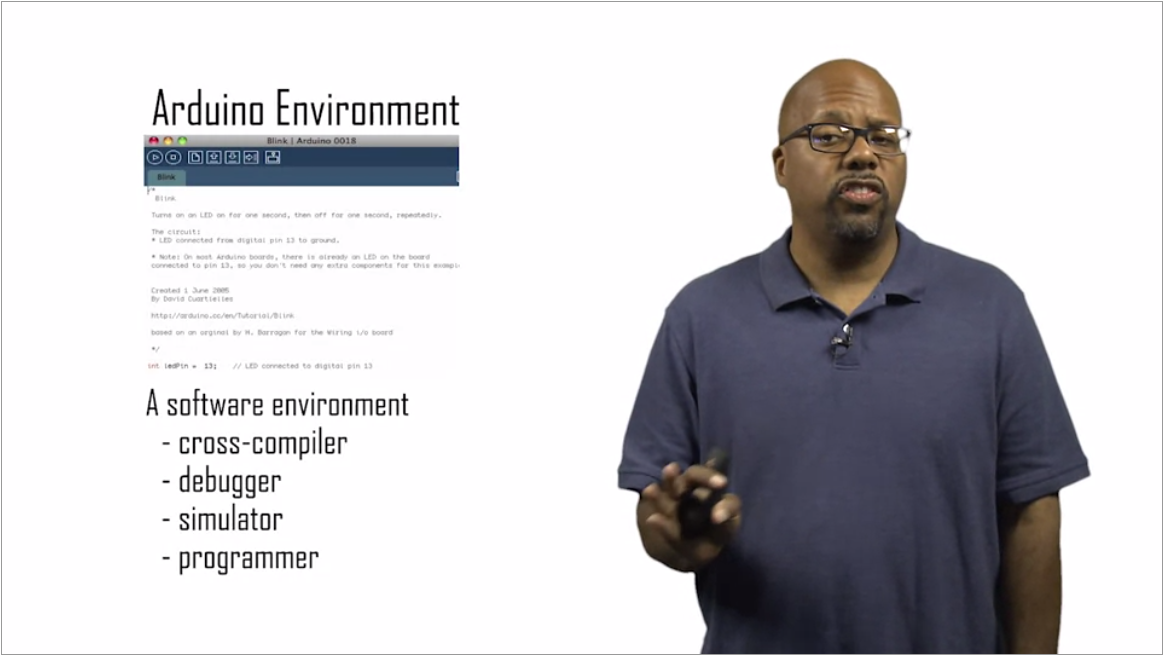 Arduino Environment
Blink | Arduino 0018
Blink
/*
Blink
Turns on an LED on for one second, then off for one second, repeatedly.
The circuit:
* LED connected from digital pin 13 to ground.
* Note: On most Arduino boards, there is already an LED on the board
connected to pin 13, so you don't need any extra components for this example
Created 1 June 2005
By David Cuartielles
http://arduino.cc/en/Tutorial/Blink
based on an orginal by H. Barragan for the Wiring i/o board
*/
int ledPin = 13; // LED connected to digital pin 13
A software environment
- cross-compiler
- debugger
- simulator
- programmer